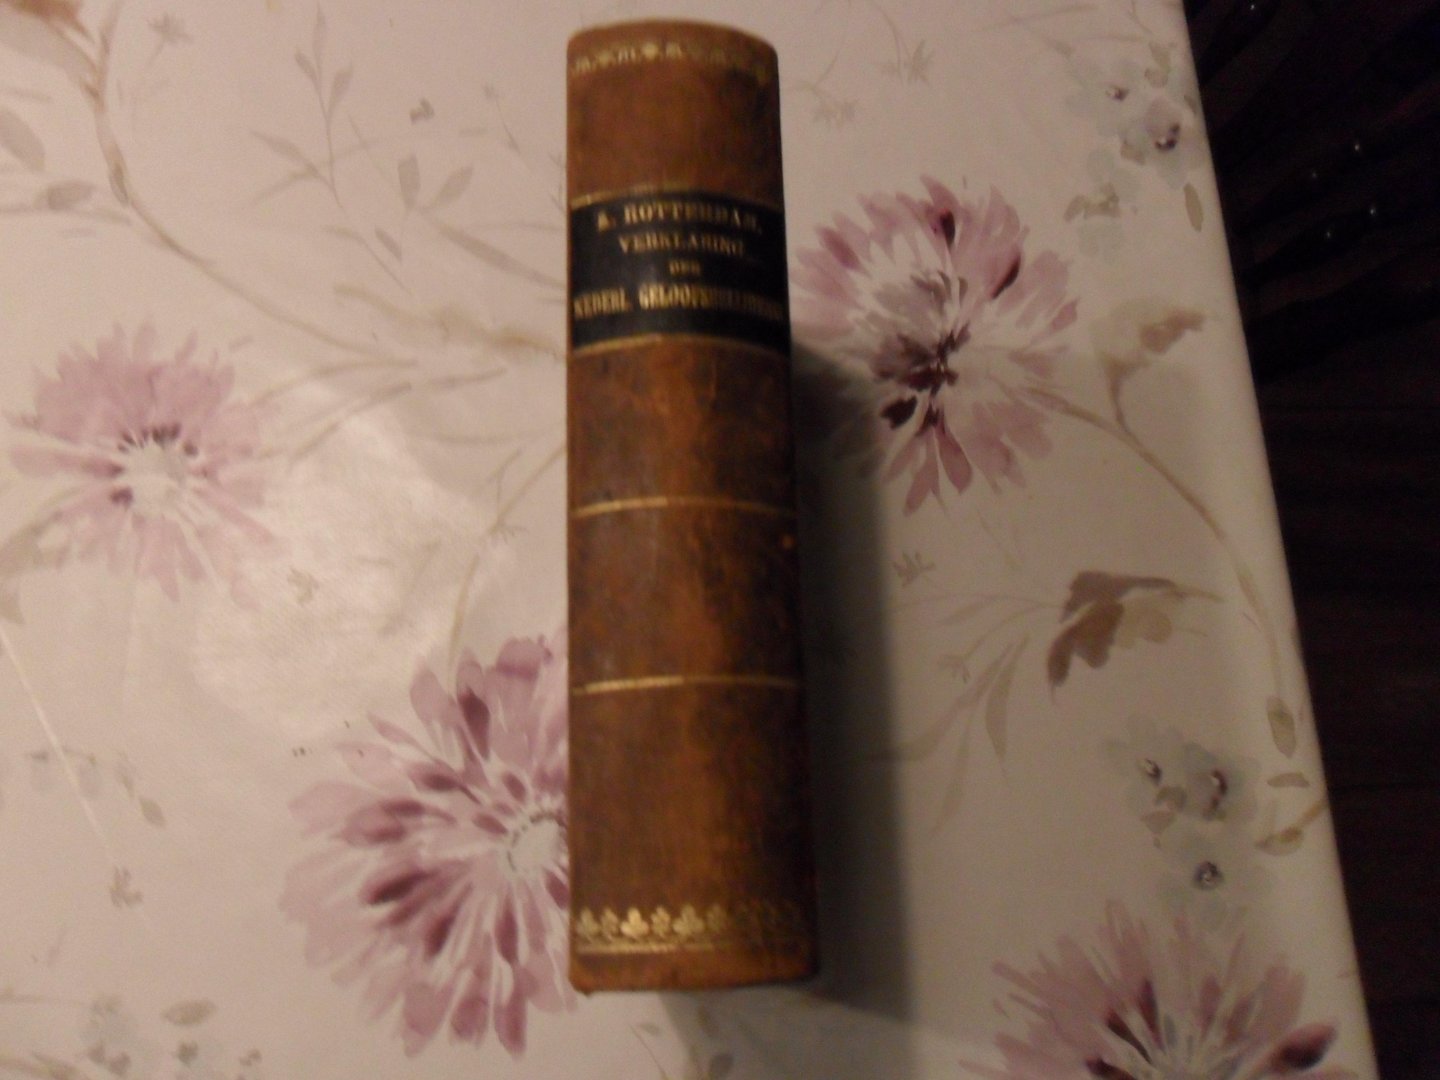 A. ROTTERDAM,
VERKLARING
DER
NEDERL. GELOOFSBELIJDENIS